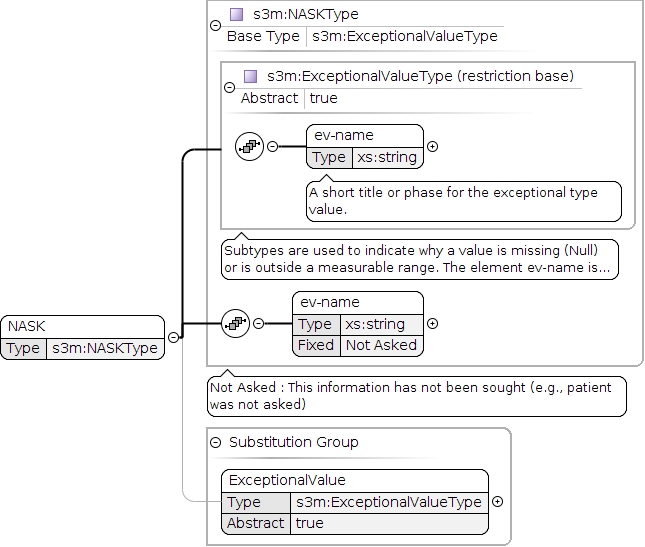 s3m:NASKType
Base Type s3m:ExceptionalValueType
s3m:ExceptionalValueType (restriction base)
Abstract true
ev-name
Type xs:string
A short title or phase for the exceptional type
value.
Subtypes are used to indicate why a value is missing (Null)
or is outside a measurable range. The element ev-name is...
ev-name
Type xs:string
Fixed Not Asked
NASK
Type s3m:NASKType
Not Asked : This information has not been sought (e.g., patient
was not asked)
Substitution Group
ExceptionalValue
Type s3m:ExceptionalValueType
Abstract true